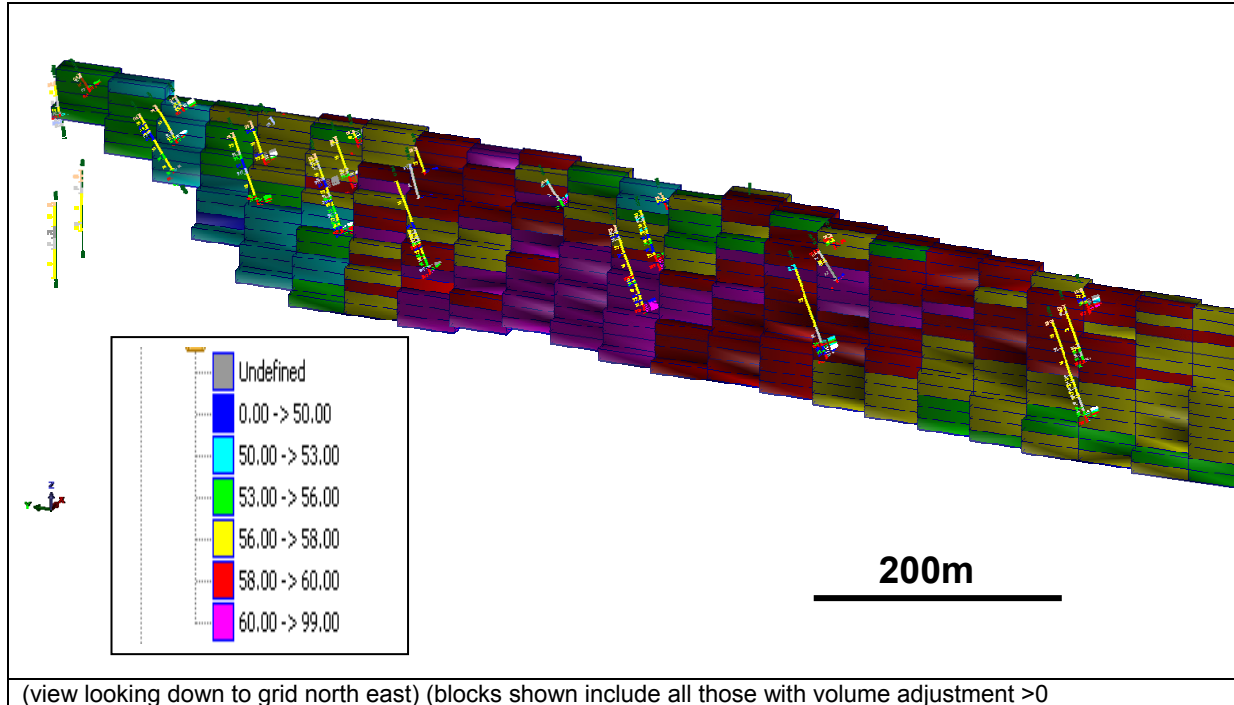 Undefined
0.00 -> 50.00
50.00 -> 53.00
53.00 -> 56.00
56.00 -> 58.00
58.00 -> 60.00
60.00 -> 99.00
Z
Y
X
200m
(view looking down to grid north east) (blocks shown include all those with volume adjustment >0